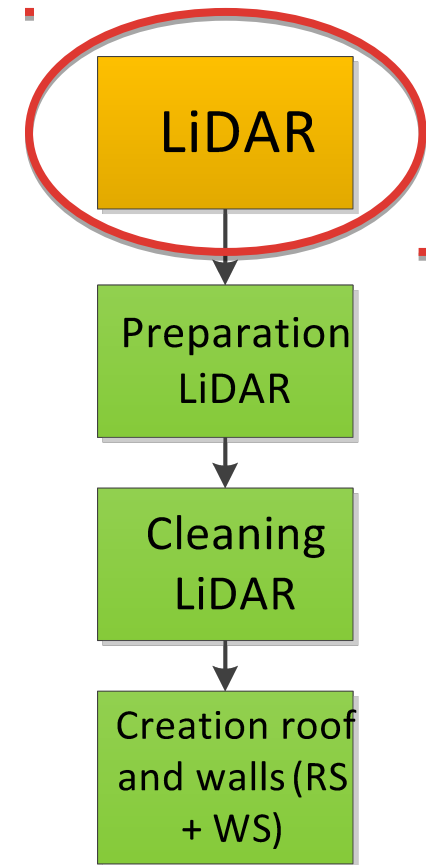 LiDAR
Preparation
LiDAR
Cleaning
LiDAR
Creation roof
and walls (RS
+ WS)